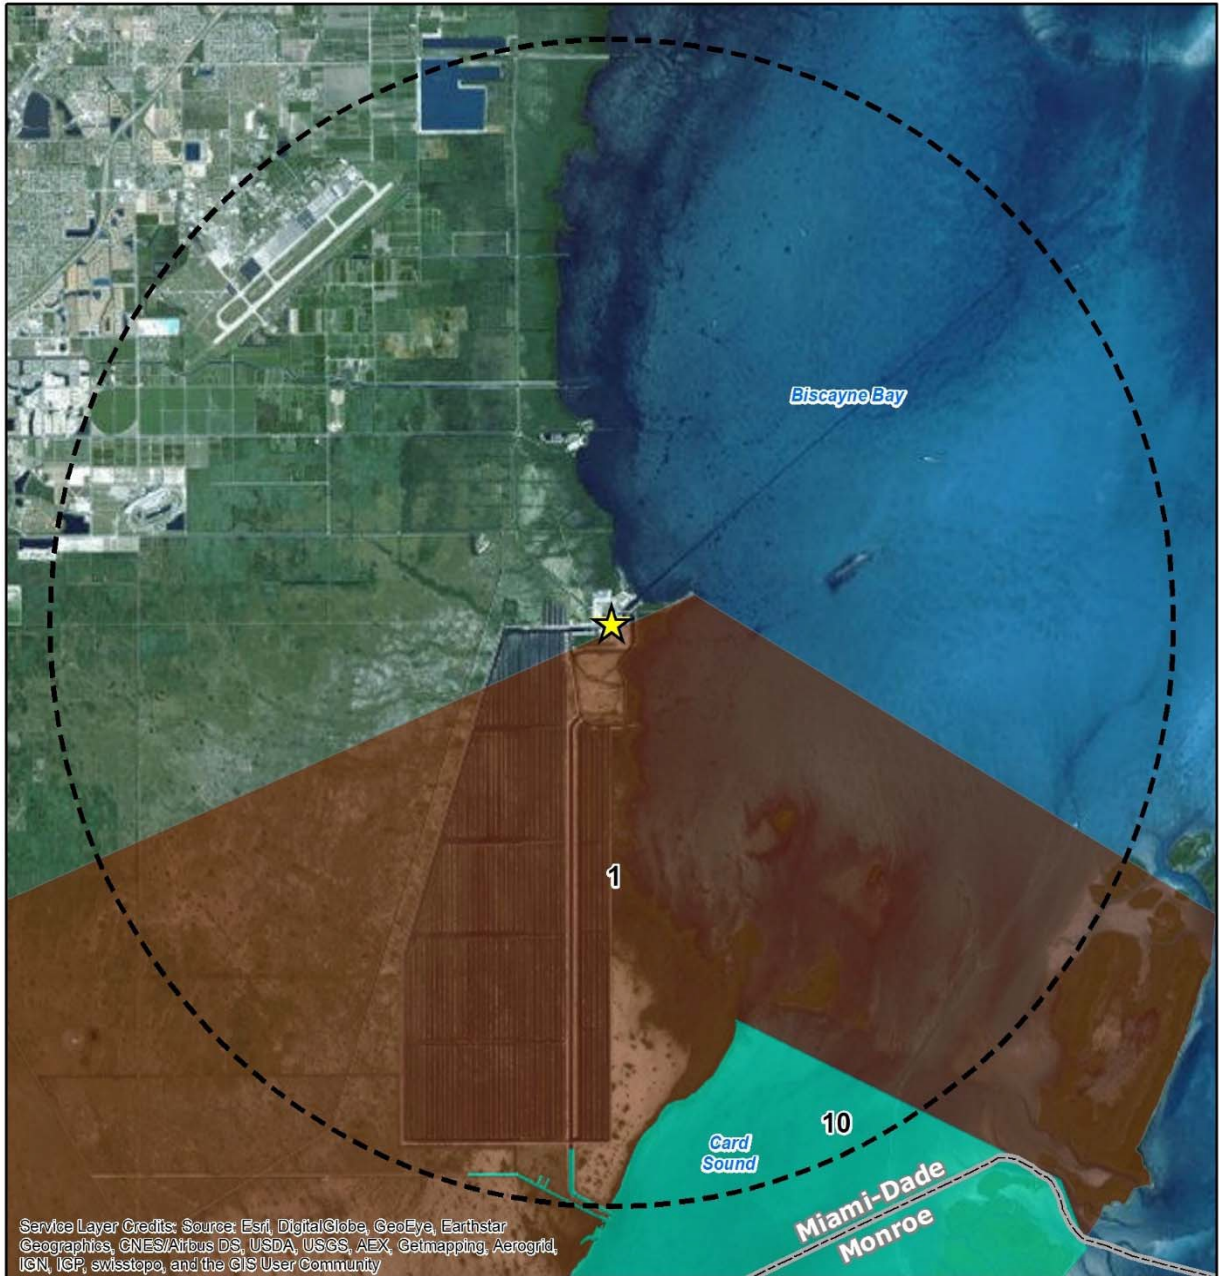 Biscayne Bay
1
10
Card
Sound
Miami-Dade
Monroe
Service Layer Credits: Source: Esri, DigitalGlobe, GeoEye, Earthstar
Geographics, CNES/Airbus DS, USDA, USGS, AEX, Getmapping, Aerogrid,
IGN, IGP, swisstopo, and the GIS User Community